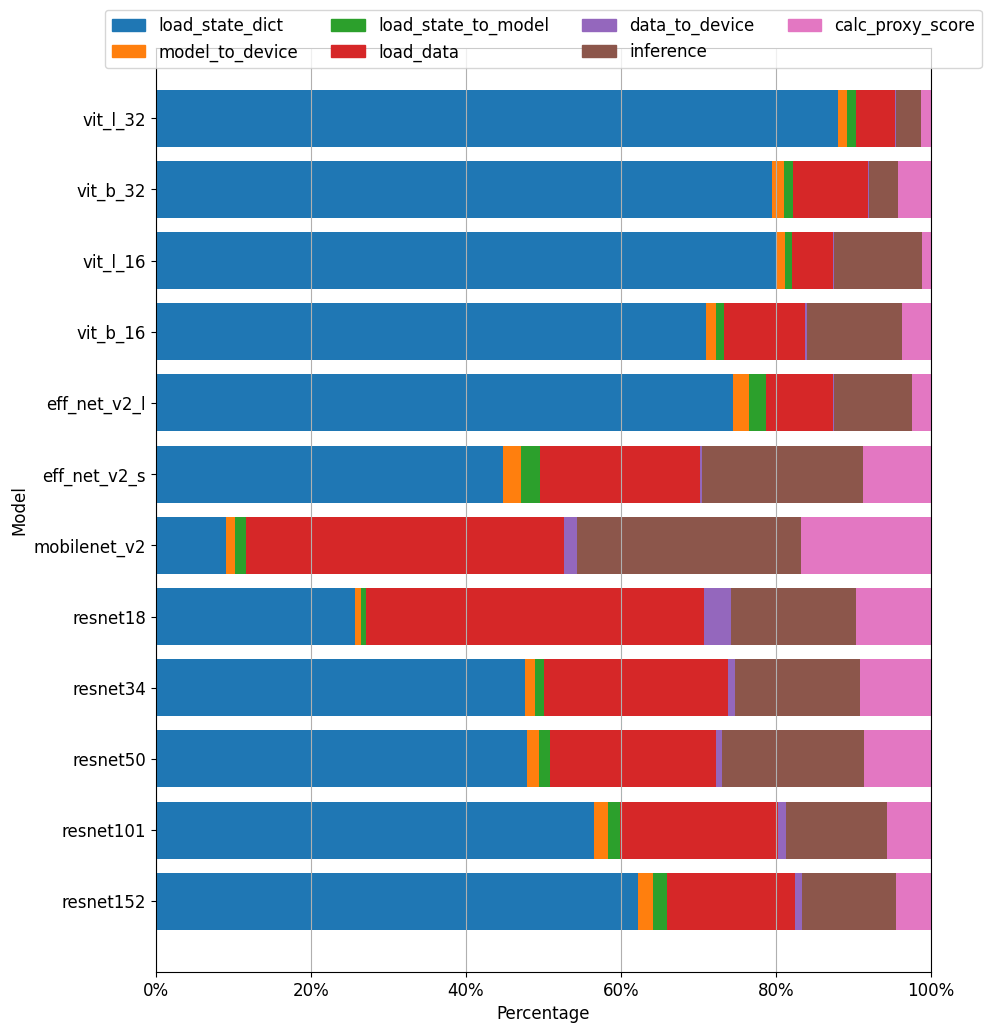 load_state_dict load_state_to_model data_to_device calc_proxy_score
model_to_device load_data inference
vit_l_32
vit_b_32
vit_l_16
vit_b_16
eff_net_v2_l
eff_net_v2_s
mobilenet_v2
resnet18
resnet34
resnet50
resnet101
resnet152
Model
0% 20% 40% 60% 80% 100%
Percentage